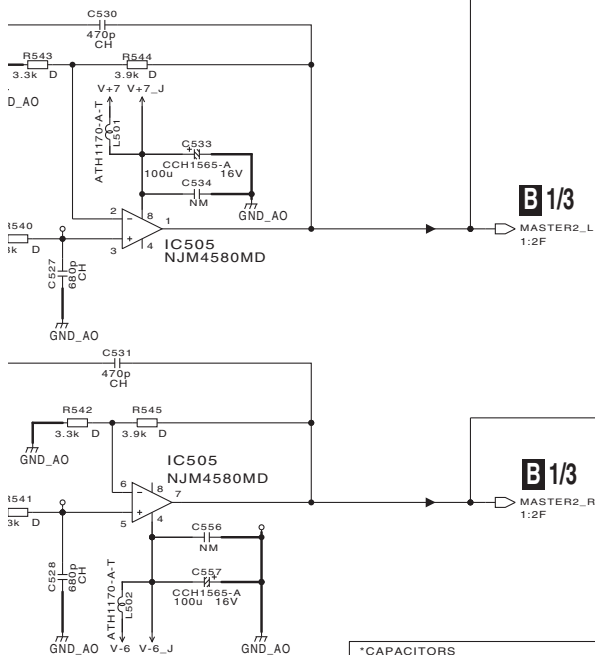 C530
470p
CH
R543
3.3k D
R544
3.9k D
V+7 V+7_J
D_AO
ATH1170-A-T
L501
C533
CCH1565-A
100u 16V
C534
NM
GND_AO
2
8
1
3
4
IC505
NJM4580MD
B 1/3
MASTER2_L
1:2F
R540
3k D
C527
680p
CH
GND_AO
C531
470p
CH
R542
3.3k D
R545
3.9k D
GND_AO
IC505
NJM4580MD
6
8
7
5
4
B 1/3
MASTER2_R
1:2F
R541
3k D
C556
NM
C528
680p
CH
ATH1170-A-T
L502
C557
CCH1565-A
100u 16V
GND_AO
V-6 V-6_J
GND_AO
*CAPACITORS